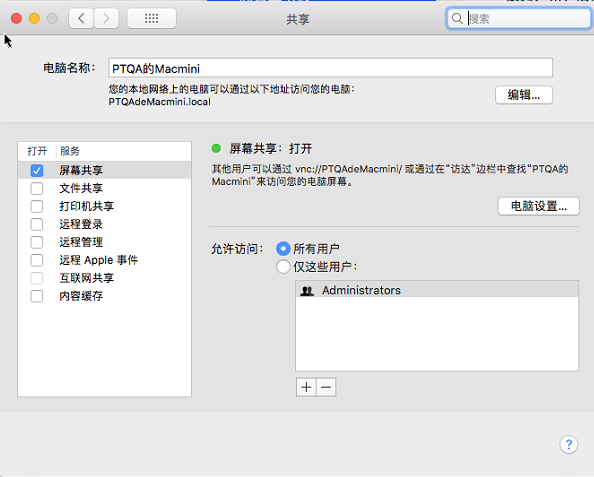 共享
搜索
电脑名称：
PTQA的Macmini
您的本地网络上的电脑可以通过以下地址访问您的电脑：
PTQAdeMacmini.local
编辑...
打开 服务
屏幕共享
文件共享
打印机共享
远程登录
远程管理
远程 Apple 事件
互联网共享
内容缓存
屏幕共享：打开
其他用户可以通过 vnc://PTQAdeMacmini/ 或通过在“访达”边栏中查找“PTQA的
Macmini”来访问您的电脑屏幕。
电脑设置...
允许访问：
所有用户
仅这些用户：
Administrators
+ −
?